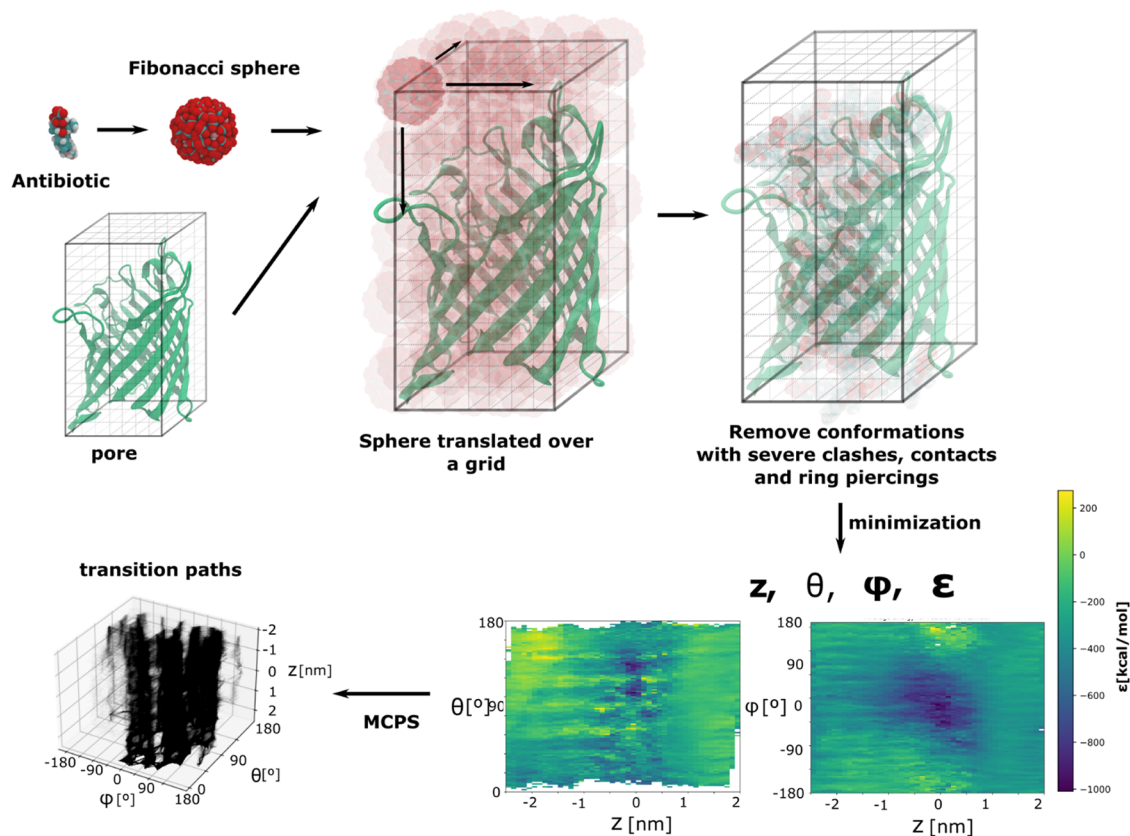 Fibonacci sphere
Antibiotic
pore
Sphere translated over
a grid
Remove conformations
with severe clashes, contacts
and ring piercings
minimization
z, θ, φ, ε
200
0
-200
-400
-600
-800
-1000
ε[kcal/mol]
180
90
0
θ[º]
-2
-1
0
1
2
z [nm]
180
90
0
-90
-180
φ[º]
-2
-1
0
1
2
z [nm]
MCPS
transition paths
-2
-1
0
1
2
z[nm]
180
90
0
θ[º]
-180
-90
0
90
180
φ[º]